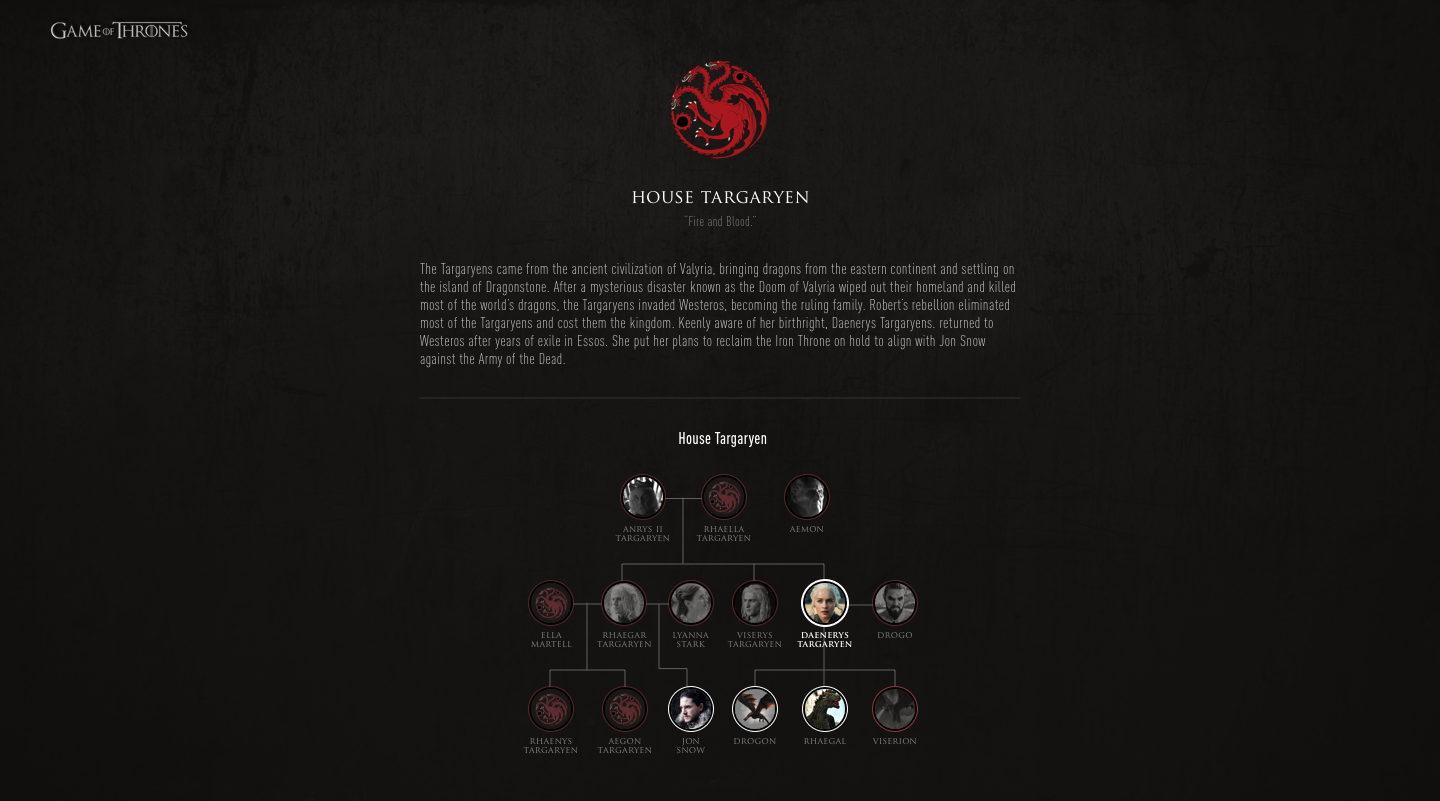 GAME OF THRONES
HOUSE TARGARYEN
"Fire and Blood."
The Targaryens came from the ancient civilization of Valyria, bringing dragons from the eastern continent and settling on
the island of Dragonstone. After a mysterious disaster known as the Doom of Valyria wiped out their homeland and killed
most of the world's dragons, the Targaryens invaded Westeros, becoming the ruling family. Robert's rebellion eliminated
most of the Targaryens and cost them the kingdom. Keenly aware of her birthright, Daenerys Targaryens. returned to
Westeros after years of exile in Essos. She put her plans to reclaim the Iron Throne on hold to align with Jon Snow
against the Army of the Dead.
House Targaryen
ANRYS II
TARGARYEN
RHAELLA
TARGARYEN
AEMON
ELLA
MARTELL
RHAEGAR
TARGARYEN
LYANNA
STARK
VISERYS
TARGARYEN
DAENERYS
TARGARYEN
DROGO
RHAENYS
TARGARYEN
AEGON
TARGARYEN
JON
SNOW
DROGON
RHAEGAL
VISERION